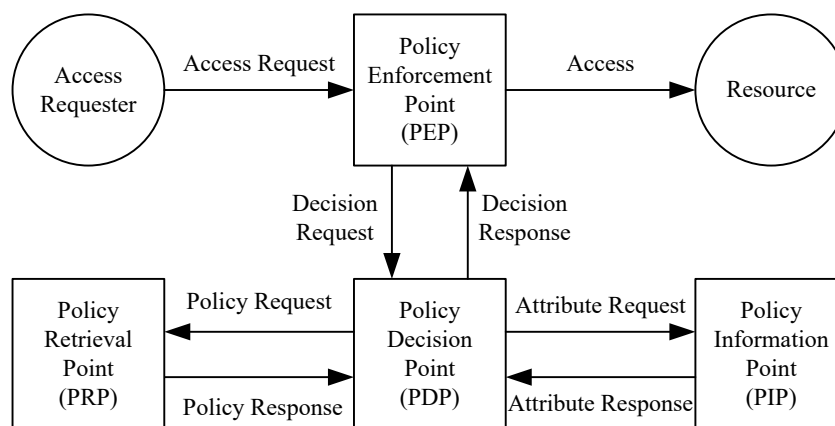 Access
Requester
Access Request
Policy
Enforcement
Point
(PEP)
Access
Resource
Decision
Request
Decision
Response
Policy
Retrieval
Point
(PRP)
Policy Request
Policy Response
Policy
Decision
Point
(PDP)
Attribute Request
Attribute Response
Policy
Information
Point
(PIP)